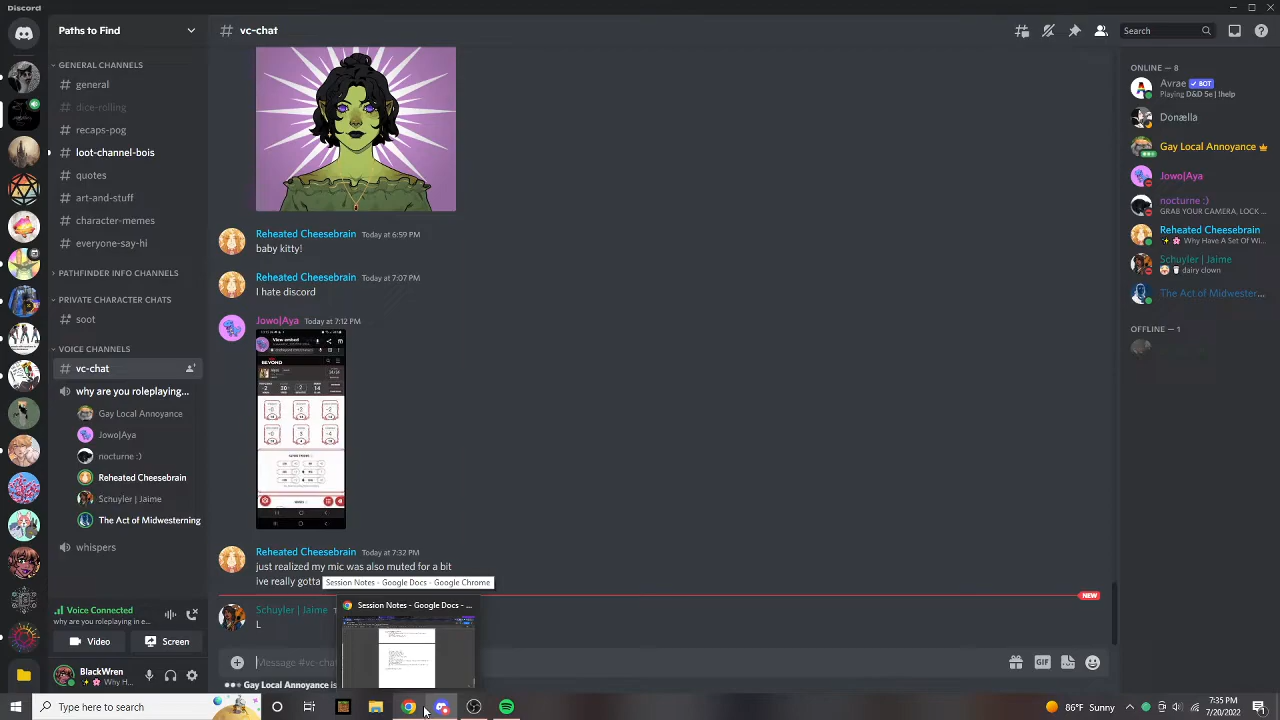 Discord
Paths to Find
# vc-chat
Search
GENERAL CHANNELS
# general
# dice-rolling
# recaps-pog
# loot-channel-bois
# quotes
# art-and-stuff
# character-memes
# everyone-say-hi
PATHFINDER INFO CHANNELS
PRIVATE CHARACTER CHATS
# soot
VOICE CHANNELS
# vc-chat
why are you roleplaying...
Gay Local Annoyance
Jowo|Aya
nocturne :)
Reheated Cheesebrain
Schuyler | Jaime
The Act of Midwesterning
whispers
Voice Connected
Video
Screen
Reheated Cheesebrain Today at 6:59 PM
baby kitty!
Reheated Cheesebrain Today at 7:07 PM
I hate discord
Jowo|Aya Today at 7:12 PM
View embed
BEYOND
Reheated Cheesebrain Today at 7:32 PM
just realized my mic was also muted for a bit
ive really gotta
Session Notes - Google Docs - Google Chrome
NEW
Schuyler | Jaime
L
Session Notes - Google Docs - ...
Message #vc-cha
GIF
Gay Local Annoyance is
ONLINE — 8
Avrae BOT
Playing D&D 5e | !help
Donælla
Gay Local Annoyance
Jowo|Aya
nocturne :)
GRAB YOUR CAMERA, LOCK ...
Reheated Cheesebrain
Why Have A Set Of Wi...
Schuyler | Jaime
dairy clown
The Act of Midwester...
OFFLINE — 1
Type here to search
86°F Sunny
7:35 PM